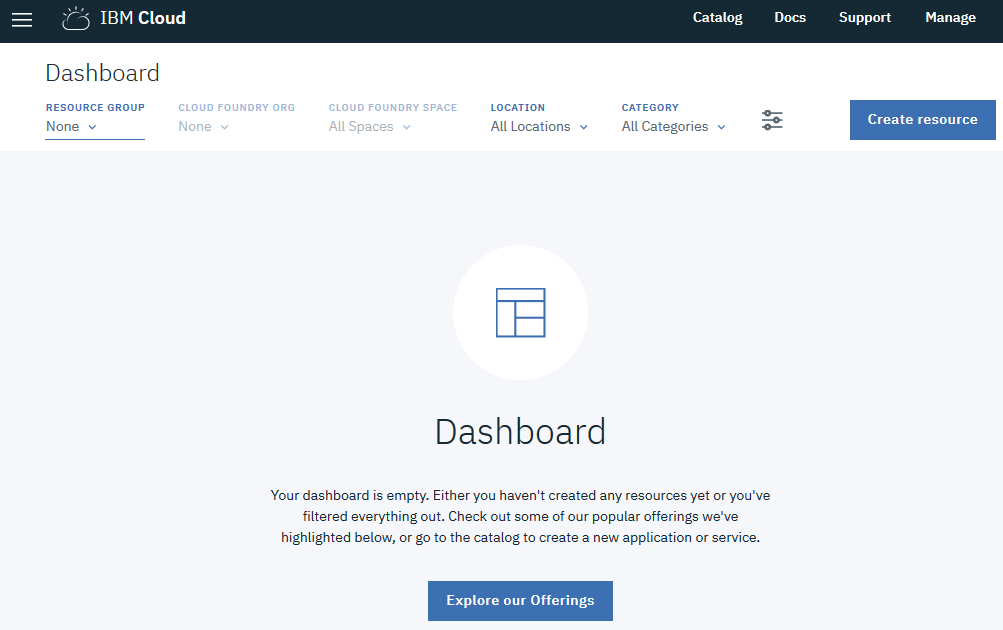 IBM Cloud
Catalog
Docs
Support
Manage
Dashboard
RESOURCE GROUP
None
CLOUD FOUNDRY ORG
None
CLOUD FOUNDRY SPACE
All Spaces
LOCATION
All Locations
CATEGORY
All Categories
Create resource
Dashboard
Your dashboard is empty. Either you haven't created any resources yet or you've
filtered everything out. Check out some of our popular offerings we've
highlighted below, or go to the catalog to create a new application or service.
Explore our Offerings